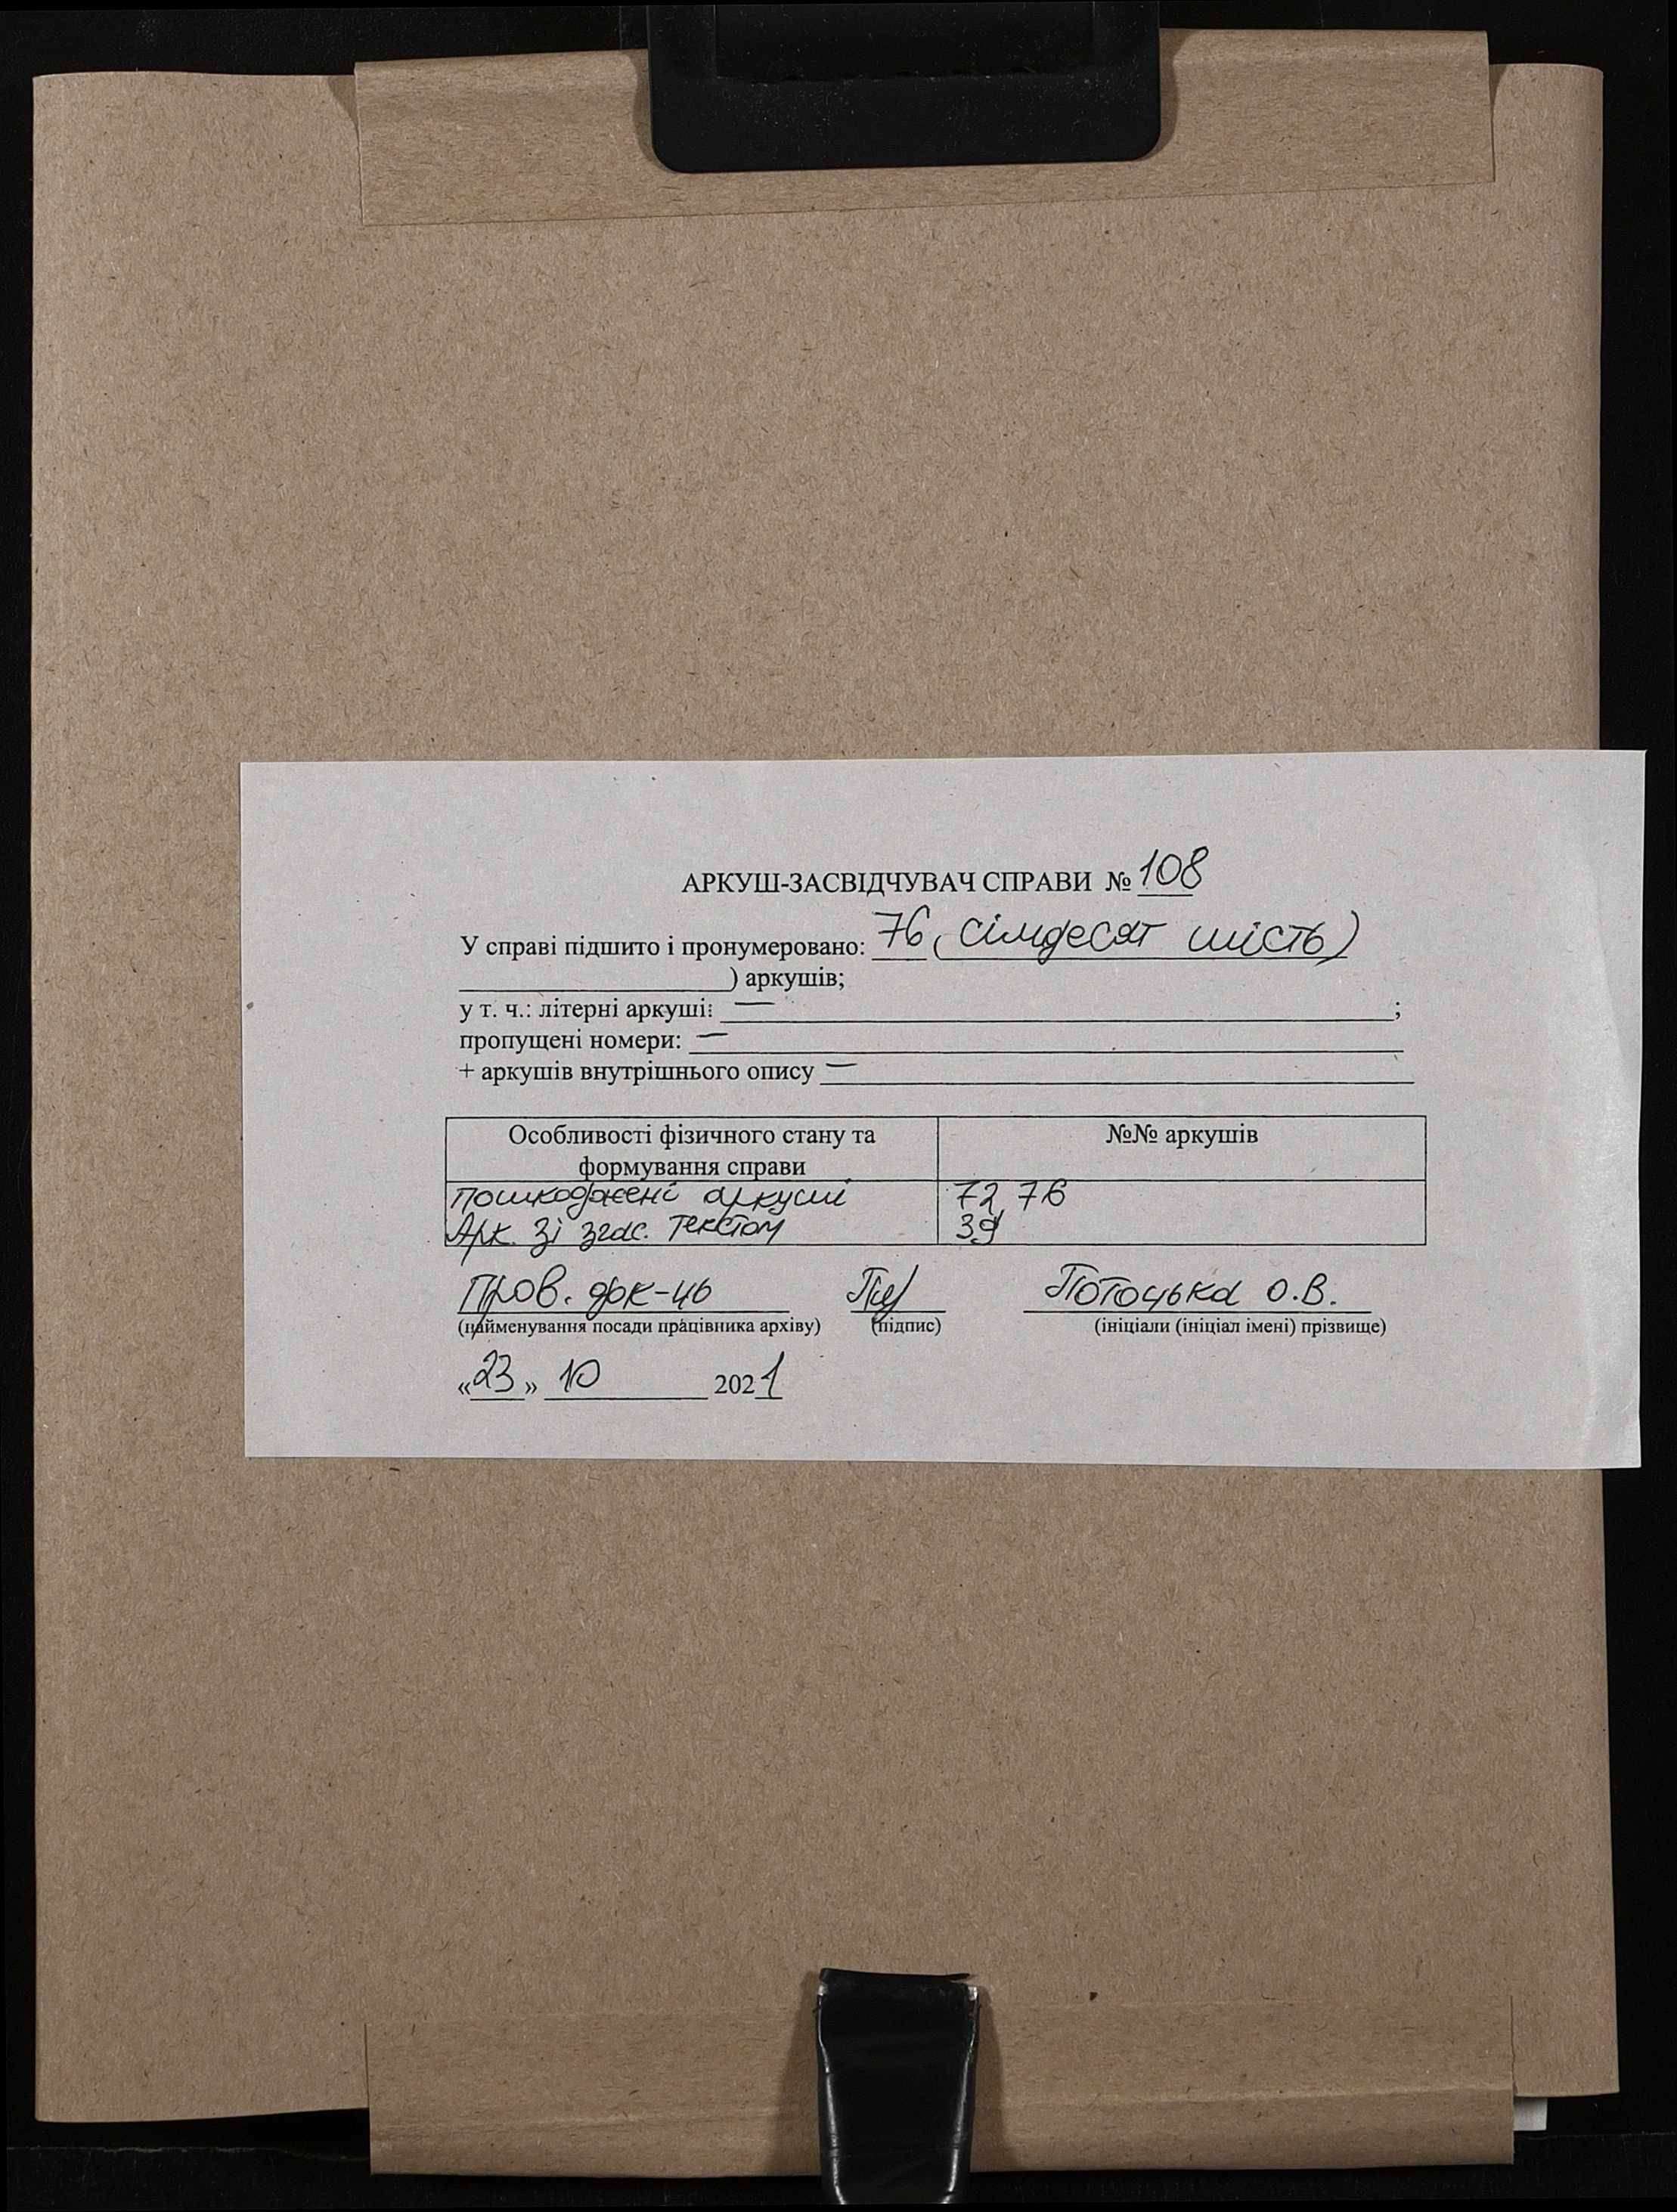 АРКУШ-ЗАСВІДЧУВАЧ СПРАВИ № 108
У справі підшито і пронумеровано: 76 (сімдесят шість)
) аркушів;
у т. ч.: літерні аркуші: — ;
пропущені номери: —
+ аркушів внутрішнього опису —
Особливості фізичного стану та формування справи №№ аркушів
пошкоджені аркуші 72, 76
Арк. зі згас. текстом 39
Пров. док-ць Потоцька О.В.
(найменування посади працівника архіву) (підпис) (ініціали (ініціал імені) прізвище)
«23» 10 2021